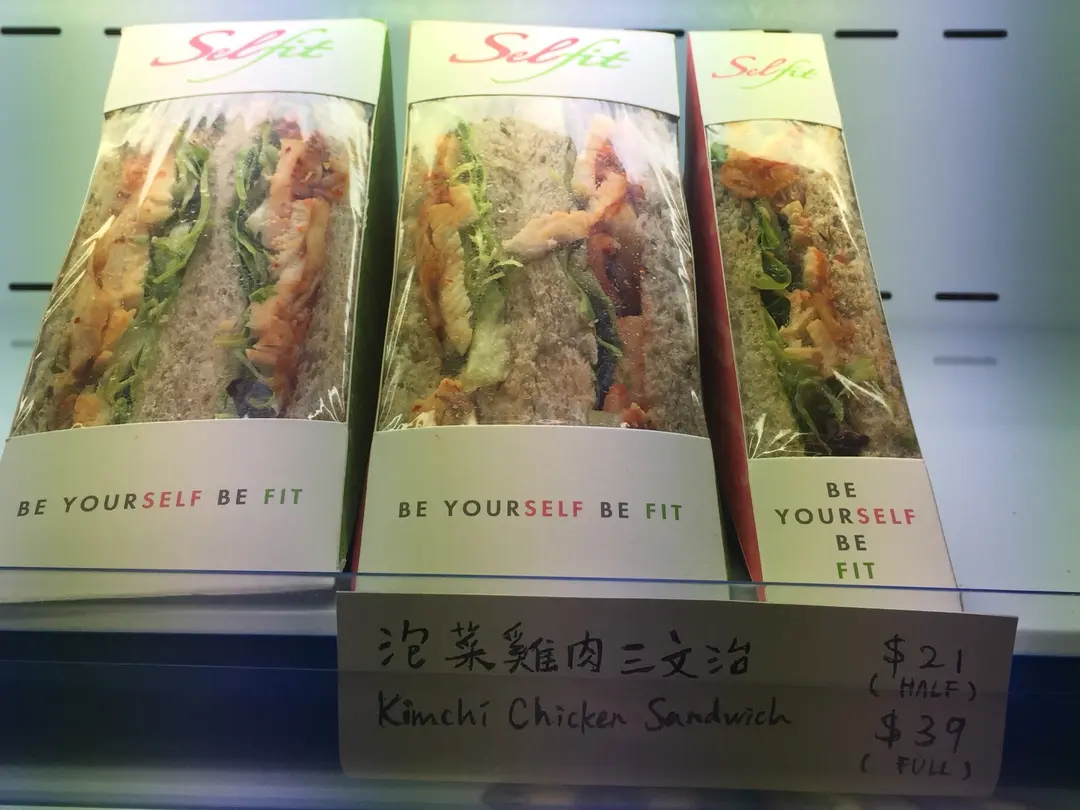 Selfit
Selfit
Selfit
BE YOURSELF BE FIT
BE YOURSELF BE FIT
BE
YOURSELF
BE
FIT
泡菜雞肉三文治
Kimchi Chicken Sandwich
$21
(HALF)
$39
(FULL)